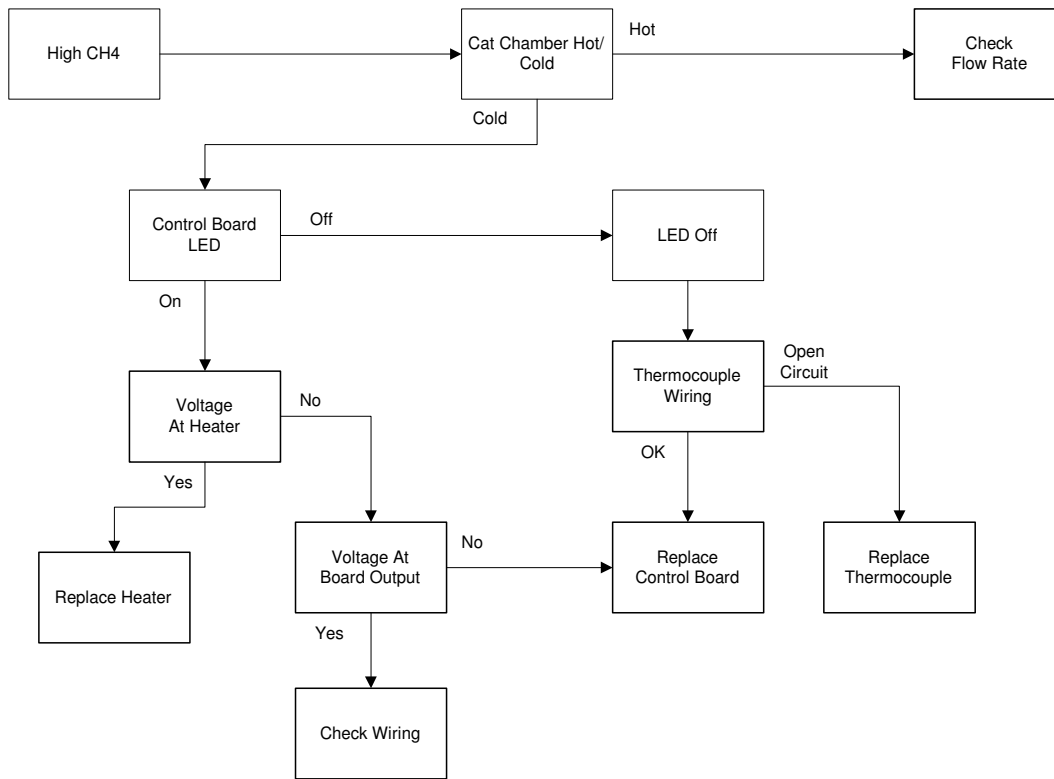 High CH4
Cat Chamber Hot/
Cold
Hot
Check
Flow Rate
Cold
Control Board
LED
Off
LED Off
On
Voltage
At Heater
No
Thermocouple
Wiring
Open
Circuit
Yes
OK
Replace Heater
Voltage At
Board Output
No
Replace
Control Board
Replace
Thermocouple
Yes
Check Wiring